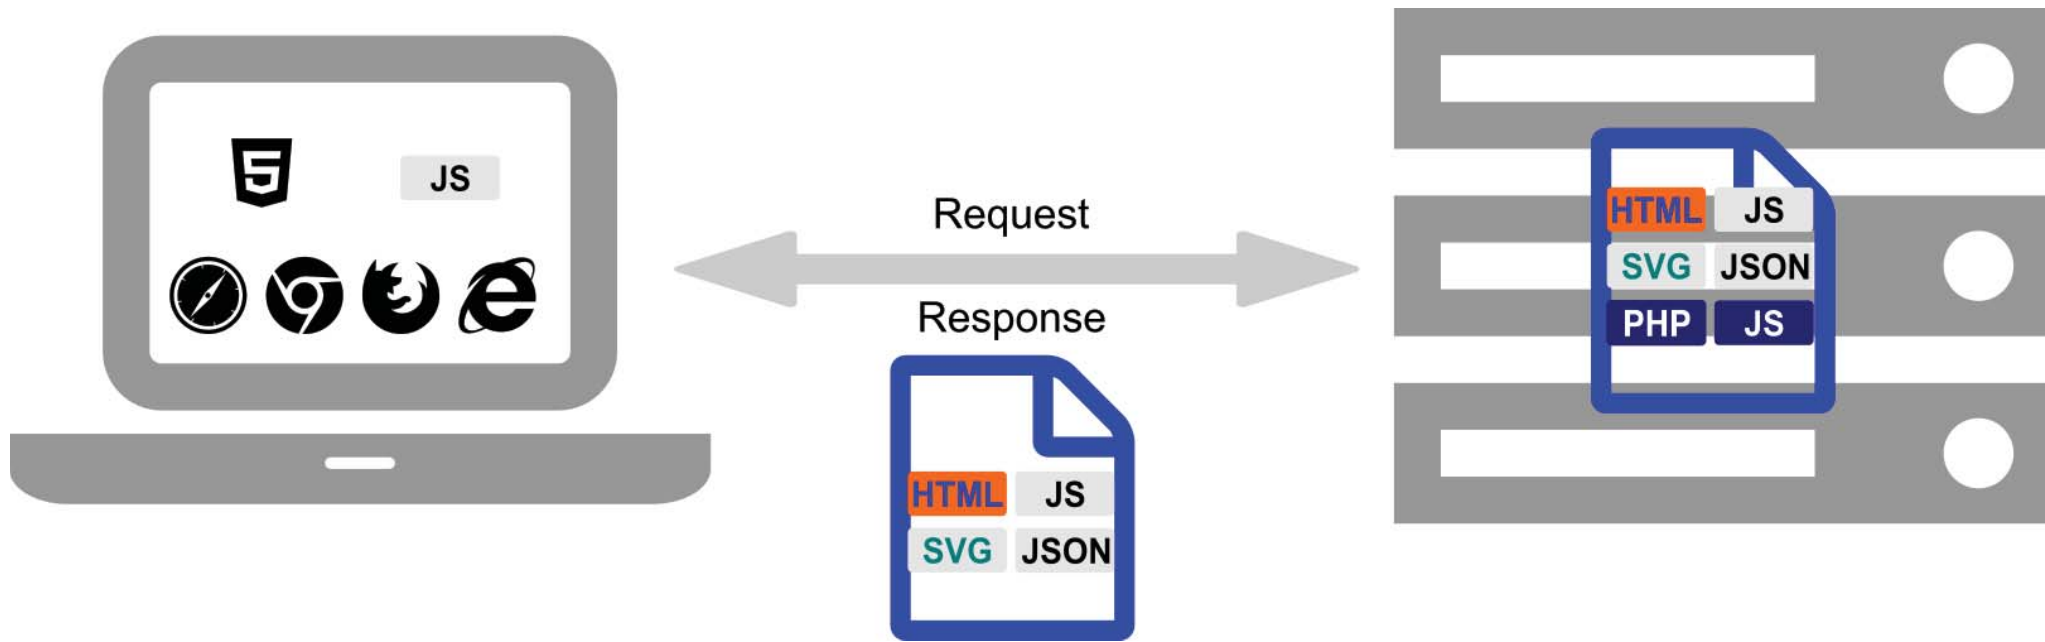 JS
Request
Response
HTML JS
SVG JSON
HTML JS
SVG JSON
PHP JS